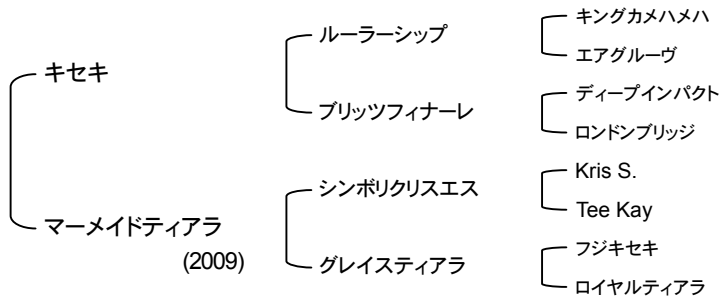 キセキ
マーメイドティアラ
(2009)
ルーラーシップ
ブリッツフィナーレ
シンボリクリスエス
グレイスティアラ
キングカメハメハ
エアグルーヴ
ディープインパクト
ロンドンブリッジ
Kris S.
Tee Kay
フジキセキ
ロイヤルティアラ